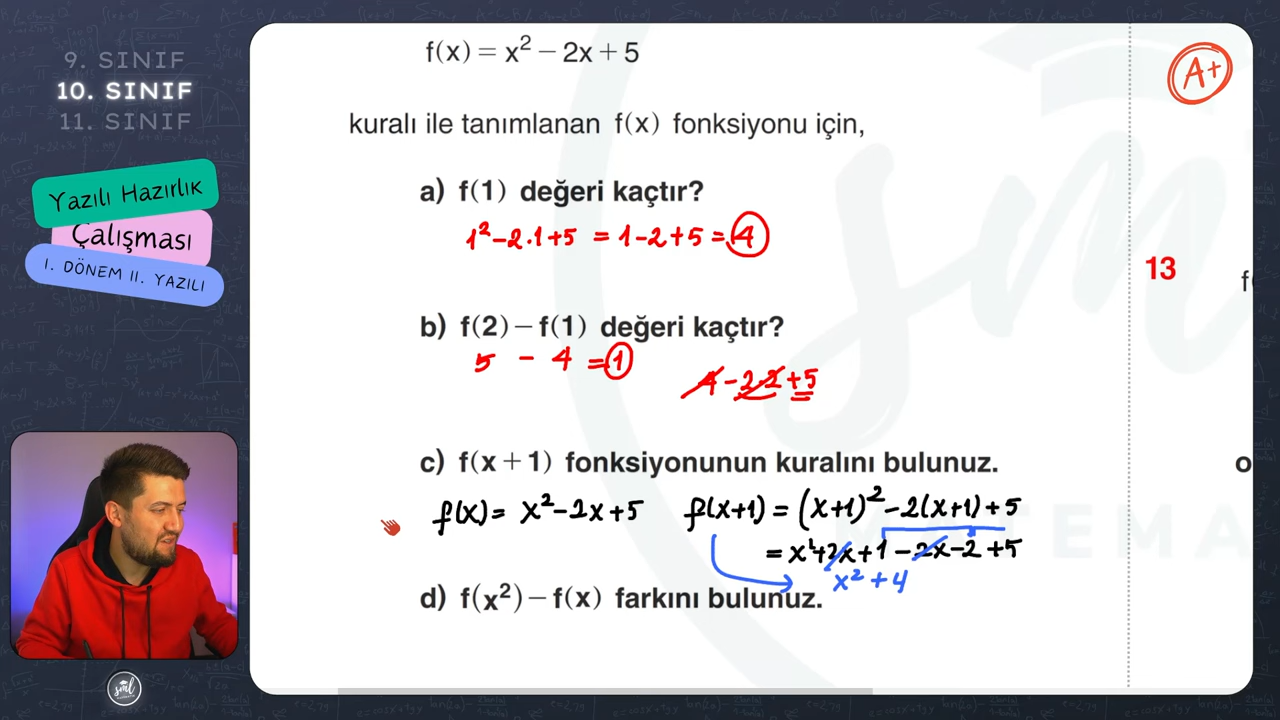 9. SINIF
10. SINIF
11. SINIF
Yazılı Hazırlık
Çalışması
I. DÖNEM II. YAZILI
A+
f(x) = x² − 2x + 5
kuralı ile tanımlanan f(x) fonksiyonu için,
a) f(1) değeri kaçtır?
1² − 2.1 + 5 = 1 − 2 + 5 = 4
b) f(2) − f(1) değeri kaçtır?
5 − 4 = 1
4 − 2.2 + 5
c) f(x + 1) fonksiyonunun kuralını bulunuz.
f(x) = x² − 2x + 5
f(x+1) = (x+1)² − 2(x+1) + 5
= x² + 2x + 1 − 2x − 2 + 5
x² + 4
d) f(x²) − f(x) farkını bulunuz.
13
f(
o
sml